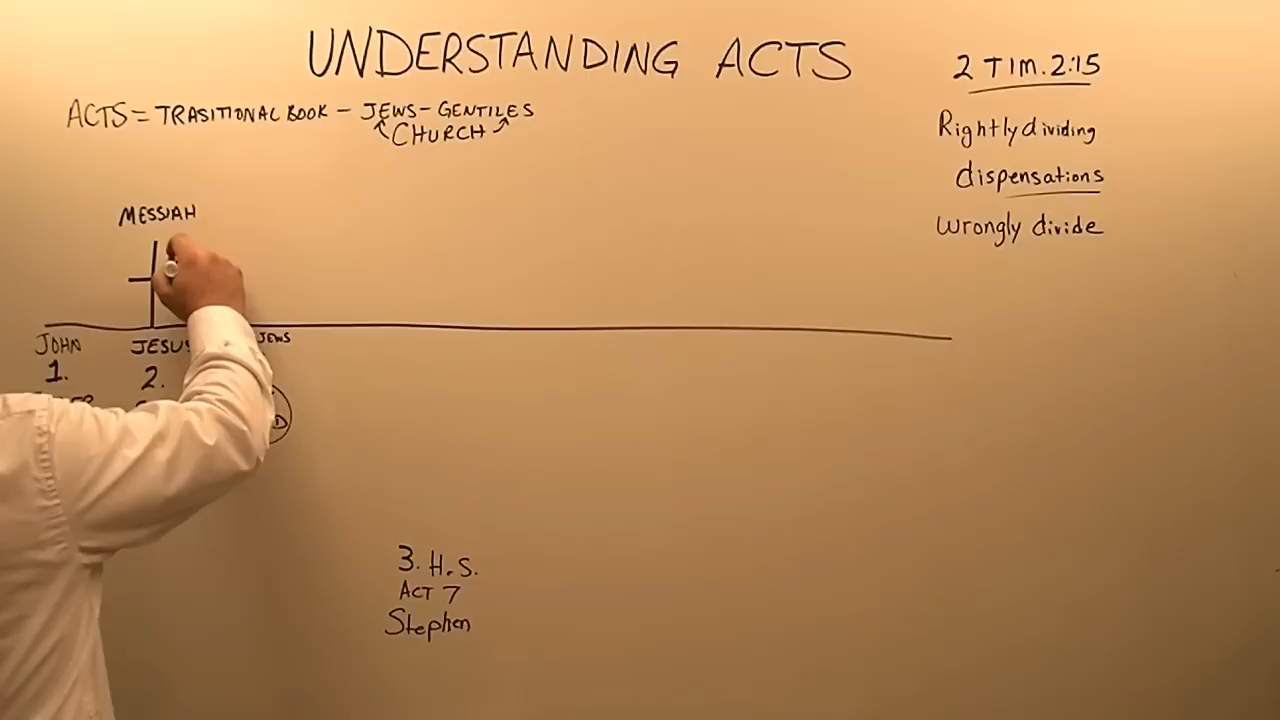 UNDERSTANDING ACTS
2 TIM. 2:15
ACTS = TRASITIONAL BOOK - JEWS - GENTILES
CHURCH
Rightly dividing
dispensations
wrongly divide
MESSIAH
JOHN JESUS JEWS
1. 2.
3. H.S.
ACT 7
Stephen